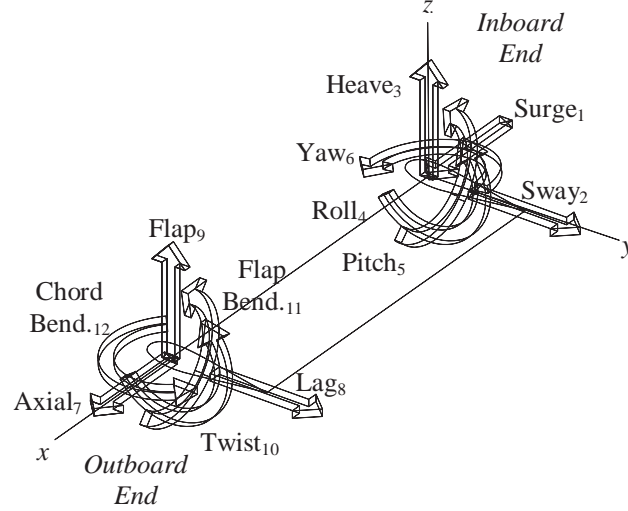 z
Inboard
End
Heave₃
Surge₁
Yaw₆
Sway₂
Roll₄
Flap₉
y
Pitch₅
Flap
Bend.₁₁
Chord
Bend.₁₂
Lag₈
Axial₇
Twist₁₀
x
Outboard
End